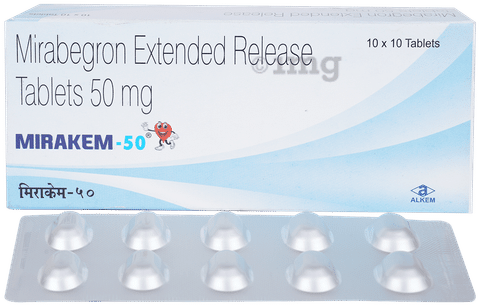 Mirabegron Extended Release
Tablets 50 mg
10 x 10 Tablets
1mg
MIRAKEM-50®
मिराकेम-५०
ALKEM